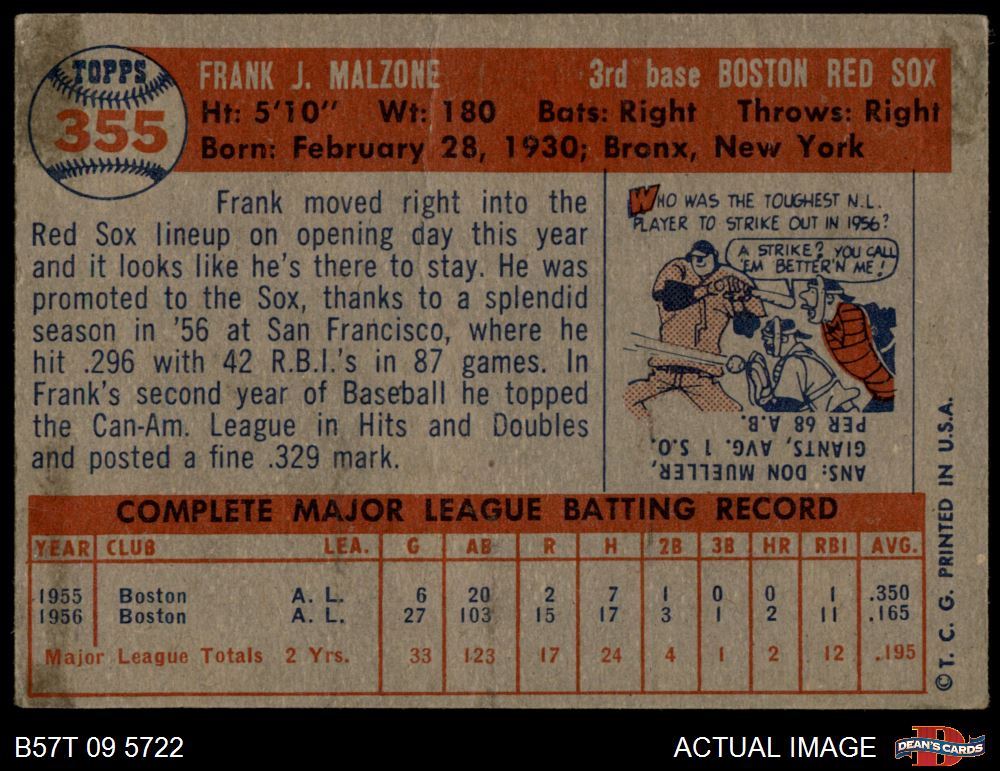 TOPPS
355
FRANK J. MALZONE 3rd base BOSTON RED SOX
Ht: 5'10" Wt: 180 Bats: Right Throws: Right
Born: February 28, 1930; Bronx, New York
Frank moved right into the
Red Sox lineup on opening day this year
and it looks like he's there to stay. He was
promoted to the Sox, thanks to a splendid
season in '56 at San Francisco, where he
hit .296 with 42 R.B.I.'s in 87 games. In
Frank's second year of Baseball he topped
the Can-Am. League in Hits and Doubles
and posted a fine .329 mark.
WHO WAS THE TOUGHEST N.L.
PLAYER TO STRIKE OUT IN 1956?
A STRIKE? YOU CALL
'EM BETTER'N ME!
ANS: DON MUELLER,
GIANTS, AVG. 1 S.O.
PER 68 A.B.
COMPLETE MAJOR LEAGUE BATTING RECORD
YEAR CLUB LEA. G AB R H 2B 3B HR RBI AVG.
1955 Boston A. L. 6 20 2 7 1 0 0 1 .350
1956 Boston A. L. 27 103 15 17 3 1 2 11 .165
Major League Totals 2 Yrs. 33 123 17 24 4 1 2 12 .195
© T. C. G. PRINTED IN U.S.A.
B57T 09 5722
ACTUAL IMAGE
D
DEAN'S CARDS